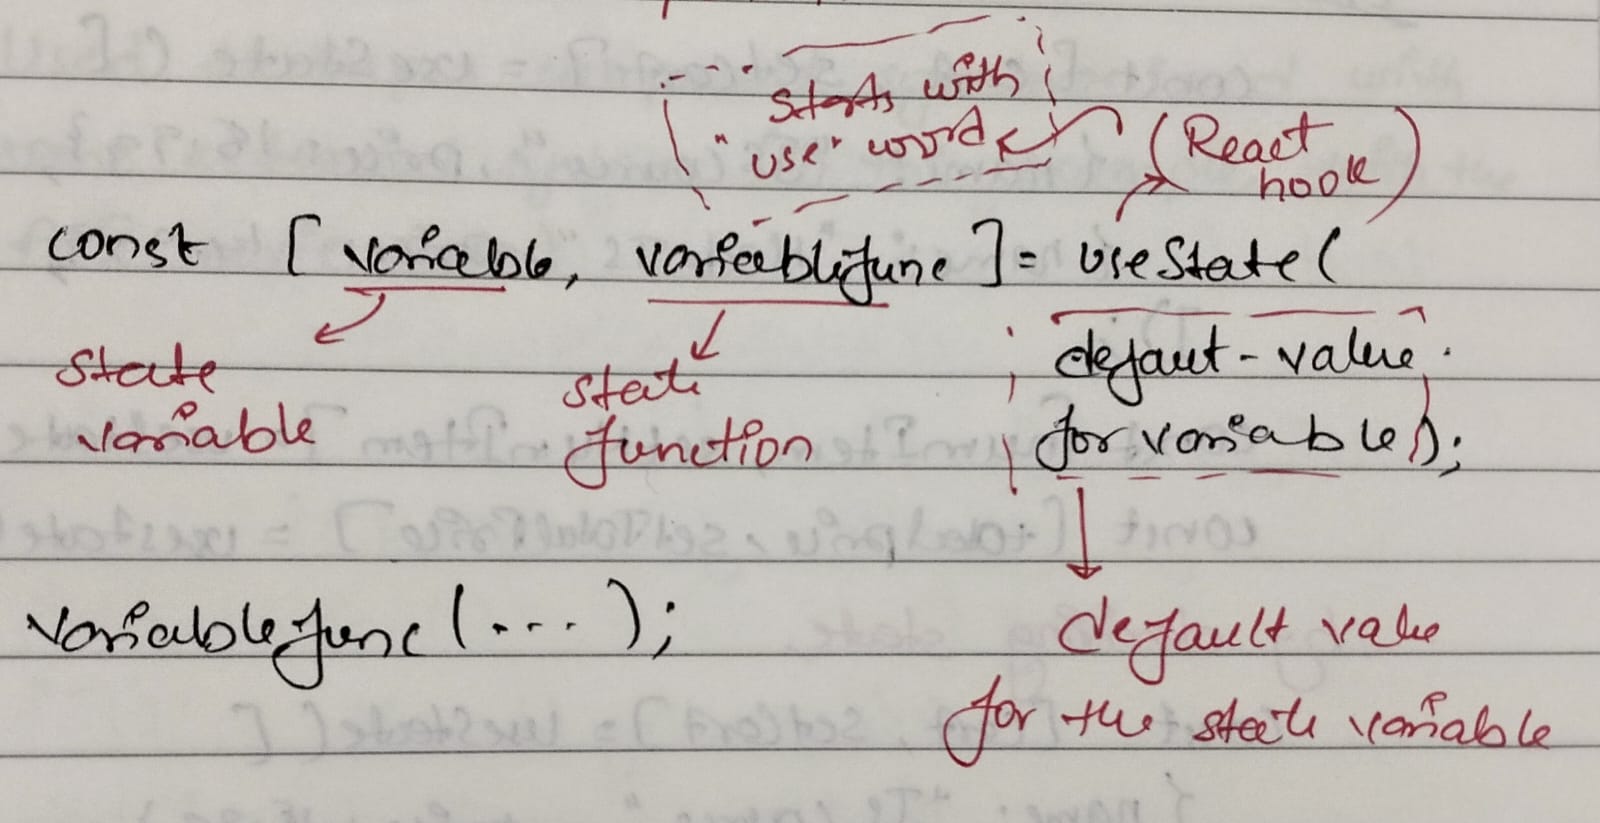 starts with
"use" word
(React
hook)
const [variable, variablefunc] = useState(
defaut-value
for variable);
state
variable
state
function
variablefunc(...);
default value
for the state variable